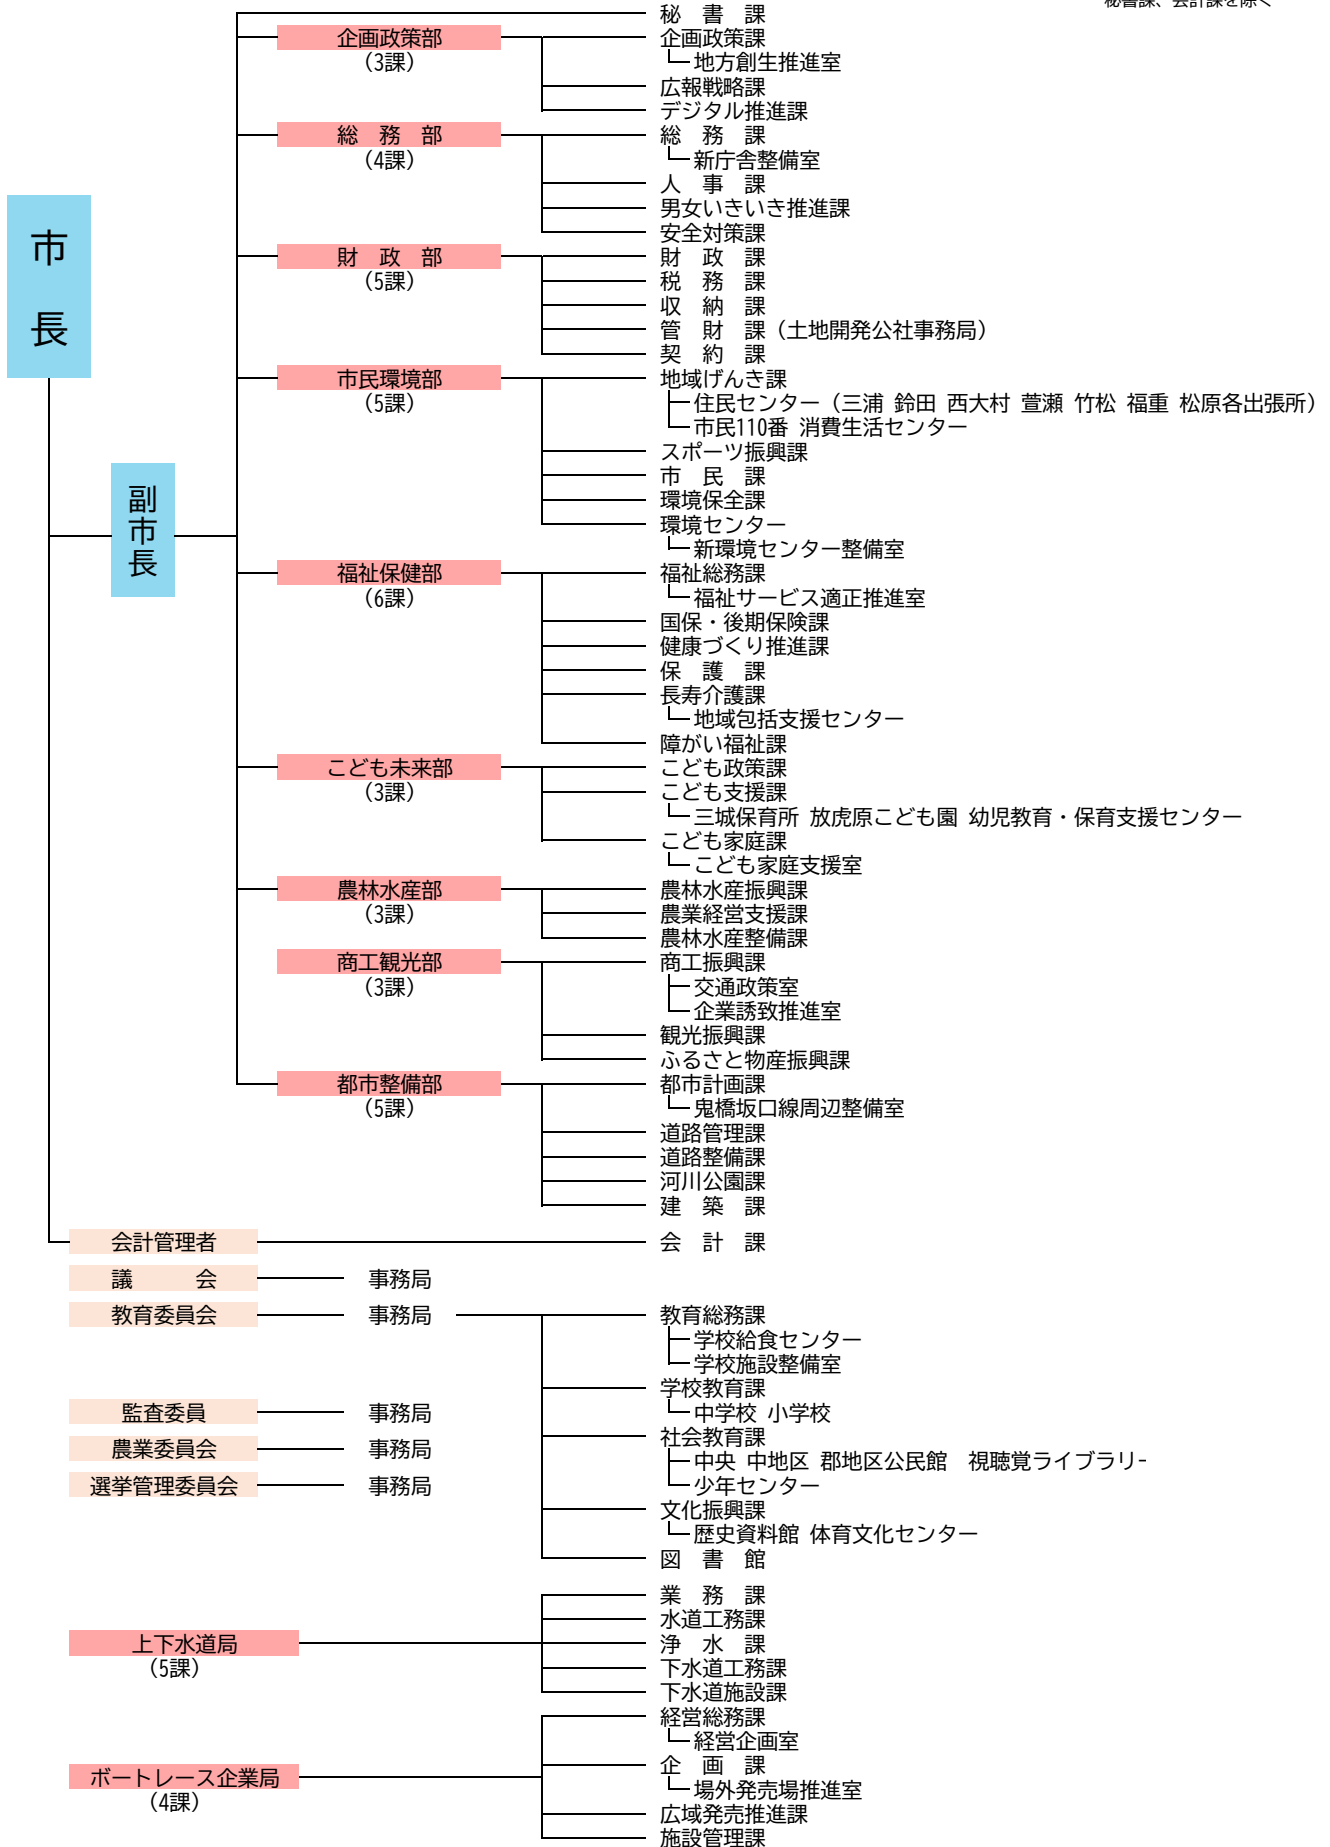 秘書課、会計課を除く
秘　書　課
企画政策部　企画政策課
（3課）　地方創生推進室
広報戦略課
デジタル推進課
総　務　部　総　務　課
（4課）　新庁舎整備室
人　事　課
男女いきいき推進課
安全対策課
市長
財　政　部　財　政　課
（5課）　税　務　課
収　納　課
管　財　課（土地開発公社事務局）
契　約　課
市民環境部　地域げんき課
（5課）　住民センター（三浦 鈴田 西大村 萱瀬 竹松 福重 松原各出張所）
市民110番 消費生活センター
スポーツ振興課
市　民　課
環境保全課
環境センター
新環境センター整備室
副市長
福祉保健部　福祉総務課
（6課）　福祉サービス適正推進室
国保・後期保険課
健康づくり推進課
保　護　課
長寿介護課
地域包括支援センター
障がい福祉課
こども未来部　こども政策課
（3課）　こども支援課
三城保育所 放虎原こども園 幼児教育・保育支援センター
こども家庭課
こども家庭支援室
農林水産部　農林水産振興課
（3課）　農業経営支援課
農林水産整備課
商工観光部　商工振興課
（3課）　交通政策室
企業誘致推進室
観光振興課
ふるさと物産振興課
都市整備部　都市計画課
（5課）　鬼橋坂口線周辺整備室
道路管理課
道路整備課
河川公園課
建　築　課
会計管理者　会　計　課
議　　　会　事務局
教育委員会　事務局　教育総務課
学校給食センター
学校施設整備室
学校教育課
監査委員　事務局　中学校 小学校
社会教育課
農業委員会　事務局　中央 中地区 郡地区公民館　視聴覚ライブラリー
選挙管理委員会　事務局　少年センター
文化振興課
歴史資料館 体育文化センター
図　書　館
業　務　課
水道工務課
上下水道局　浄　水　課
（5課）　下水道工務課
下水道施設課
経営総務課
経営企画室
ボートレース企業局　企　画　課
（4課）　場外発売場推進室
広域発売推進課
施設管理課